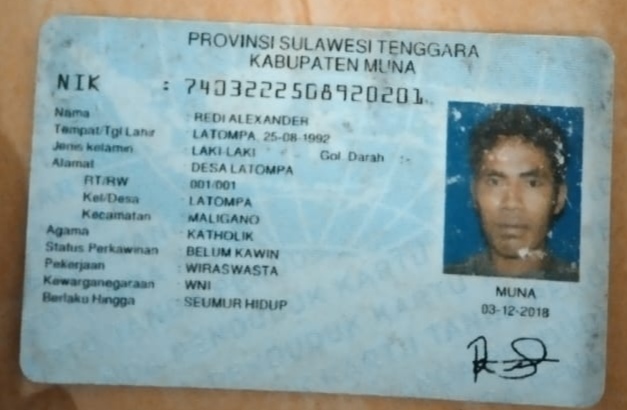 PROVINSI SULAWESI TENGGARA
KABUPATEN MUNA
NIK : 7403222508920201
Nama : REDI ALEXANDER
Tempat/Tgl Lahir : LATOMPA, 25-08-1992
Jenis kelamin : LAKI-LAKI Gol. Darah : -
Alamat : DESA LATOMPA
RT/RW : 001/001
Kel/Desa : LATOMPA
Kecamatan : MALIGANO
Agama : KATHOLIK
Status Perkawinan : BELUM KAWIN
Pekerjaan : WIRASWASTA
Kewarganegaraan : WNI
Berlaku Hingga : SEUMUR HIDUP
MUNA
03-12-2018